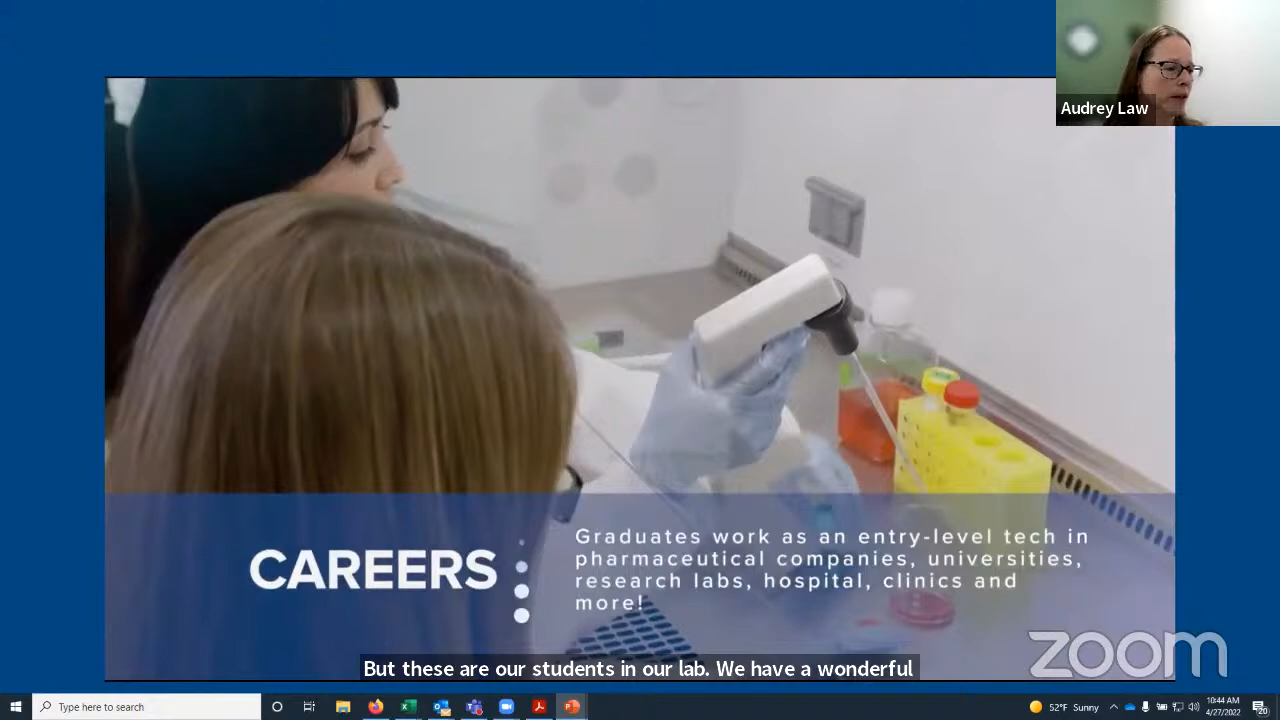 Audrey Law
CAREERS
Graduates work as an entry-level tech in
pharmaceutical companies, universities,
research labs, hospital, clinics and
more!
zoom
But these are our students in our lab. We have a wonderful
Type here to search
52°F Sunny
10:44 AM
4/27/2022
20